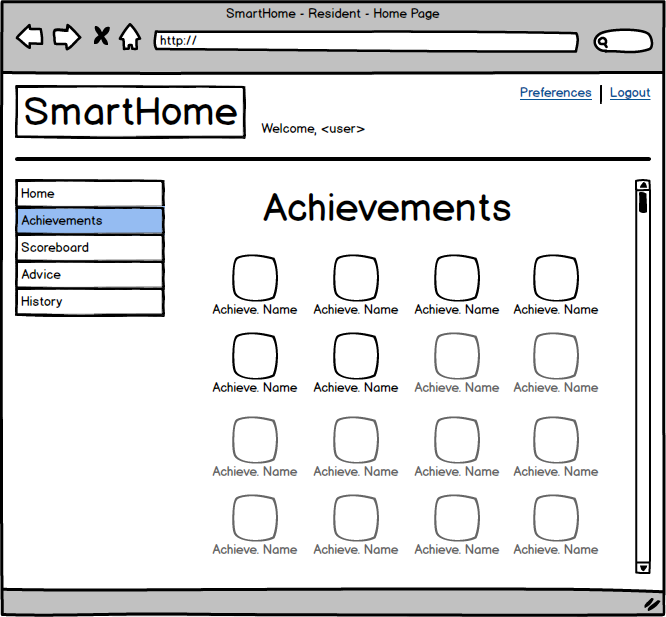 SmartHome - Resident - Home Page
http://
SmartHome
Welcome, <user>
Preferences
Logout
Home
Achievements
Scoreboard
Advice
History
Achievements
Achieve. Name Achieve. Name Achieve. Name Achieve. Name
Achieve. Name Achieve. Name Achieve. Name Achieve. Name
Achieve. Name Achieve. Name Achieve. Name Achieve. Name
Achieve. Name Achieve. Name Achieve. Name Achieve. Name